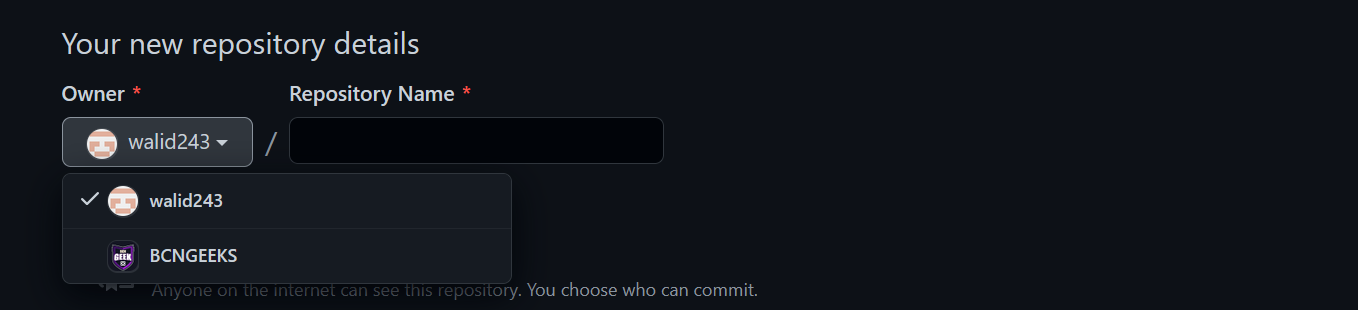 Your new repository details
Owner *
Repository Name *
walid243
/
walid243
GEEK
BCNGEEKS
Anyone on the internet can see this repository. You choose who can commit.